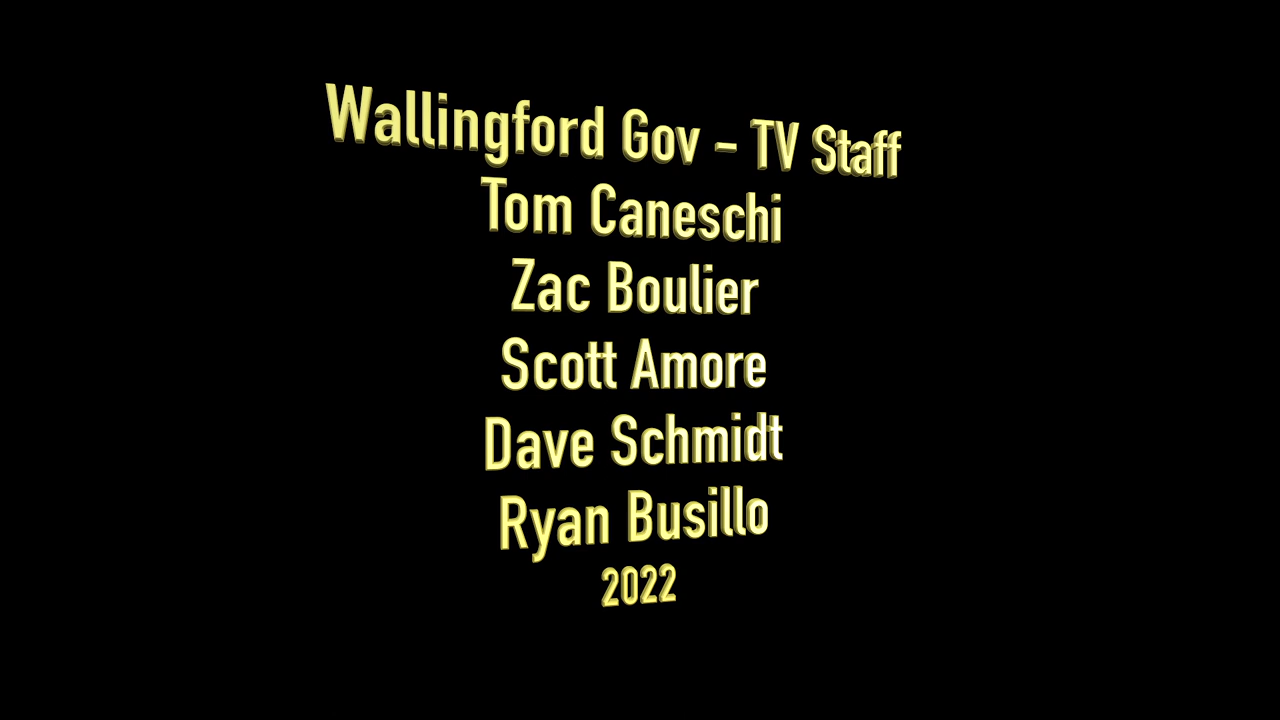 Wallingford Gov - TV Staff
Tom Caneschi
Zac Boulier
Scott Amore
Dave Schmidt
Ryan Busillo
2022